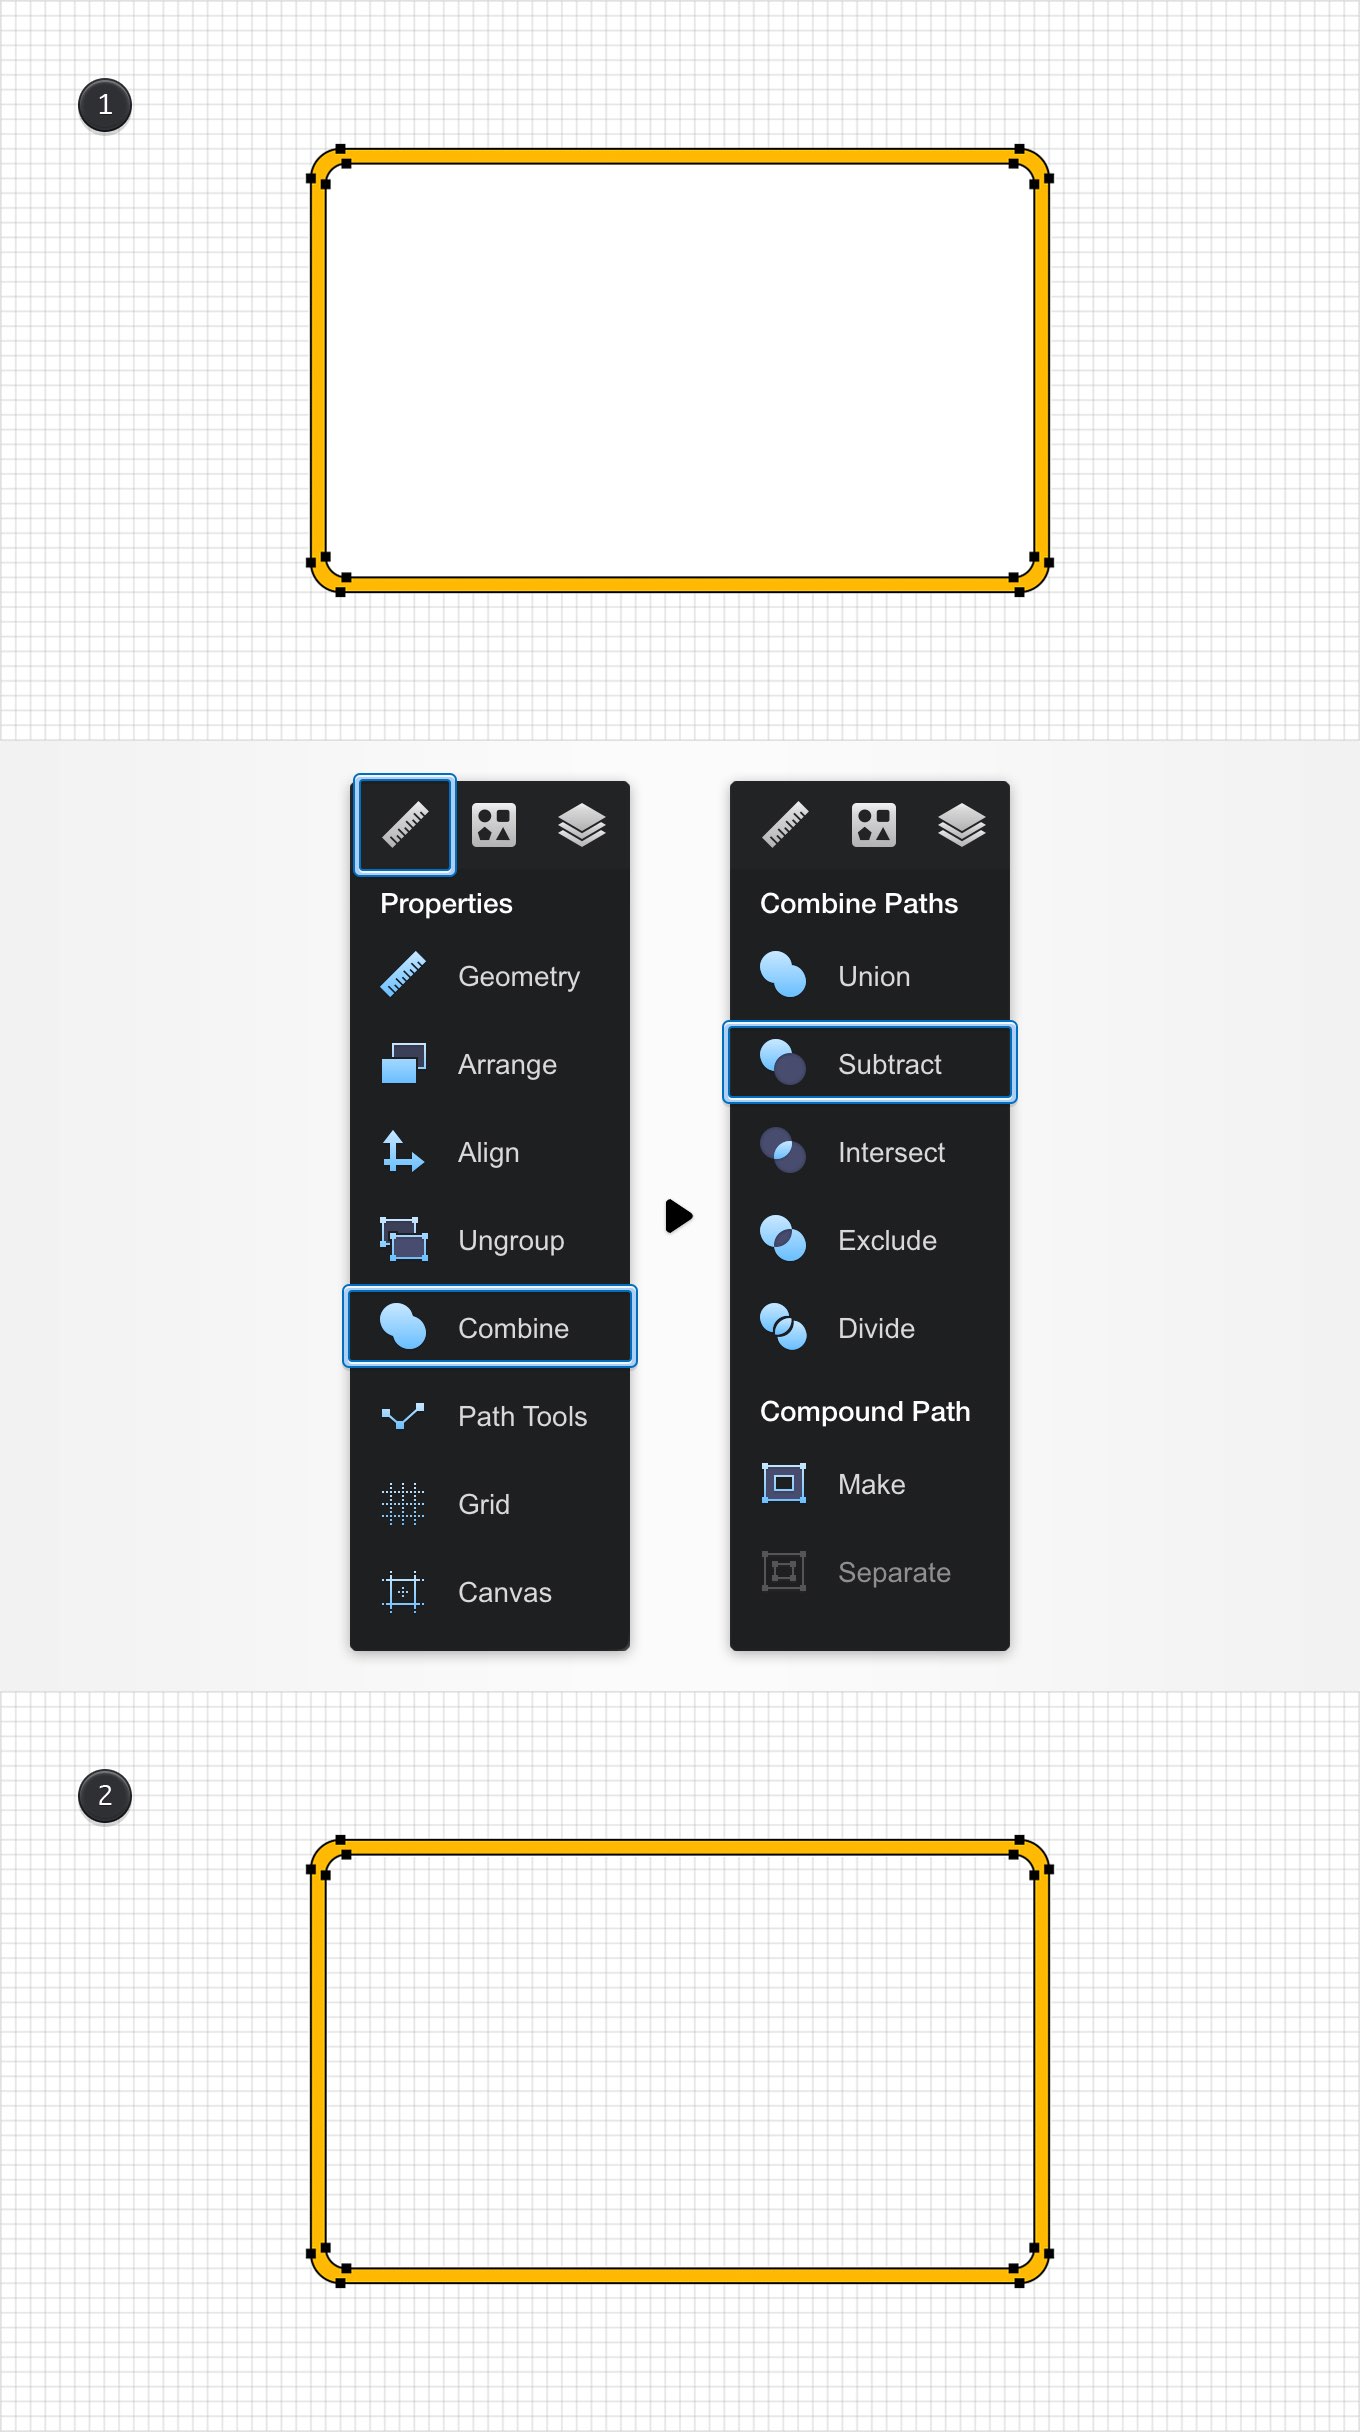 1
Properties
Geometry
Arrange
Align
Ungroup
Combine
Path Tools
Grid
Canvas
Combine Paths
Union
Subtract
Intersect
Exclude
Divide
Compound Path
Make
Separate
2